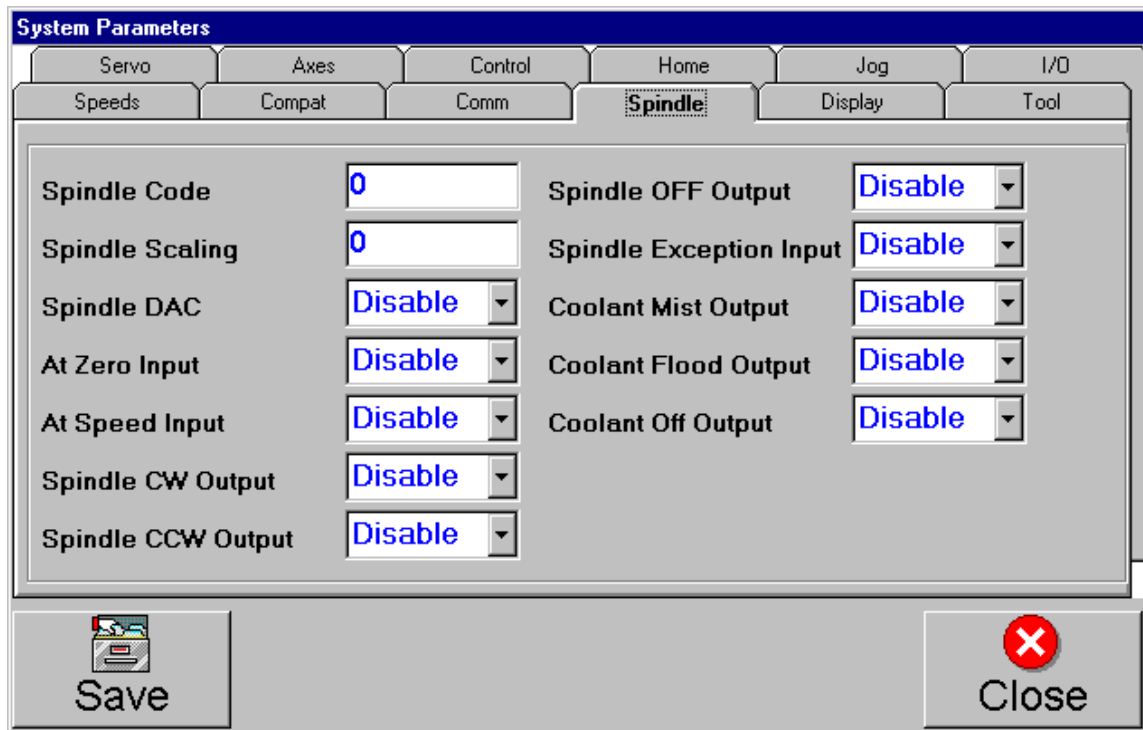 System Parameters
Servo Axes Control Home Jog I/O
Speeds Compat Comm Spindle Display Tool
Spindle Code 0 Spindle OFF Output Disable
Spindle Scaling 0 Spindle Exception Input Disable
Spindle DAC Disable Coolant Mist Output Disable
At Zero Input Disable Coolant Flood Output Disable
At Speed Input Disable Coolant Off Output Disable
Spindle CW Output Disable
Spindle CCW Output Disable
Save Close